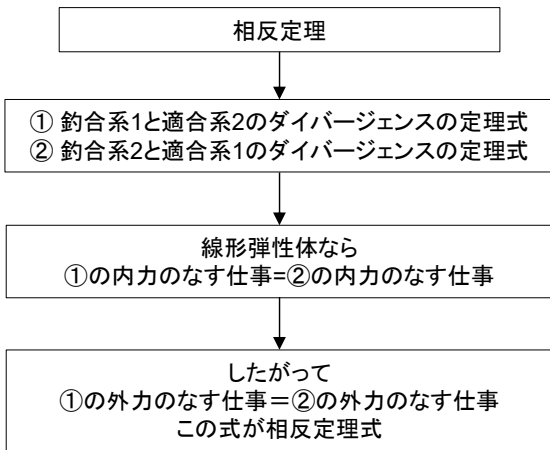 相反定理
① 釣合系1と適合系2のダイバージェンスの定理式
② 釣合系2と適合系1のダイバージェンスの定理式
線形弾性体なら
①の内力のなす仕事=②の内力のなす仕事
したがって
①の外力のなす仕事＝②の外力のなす仕事
この式が相反定理式